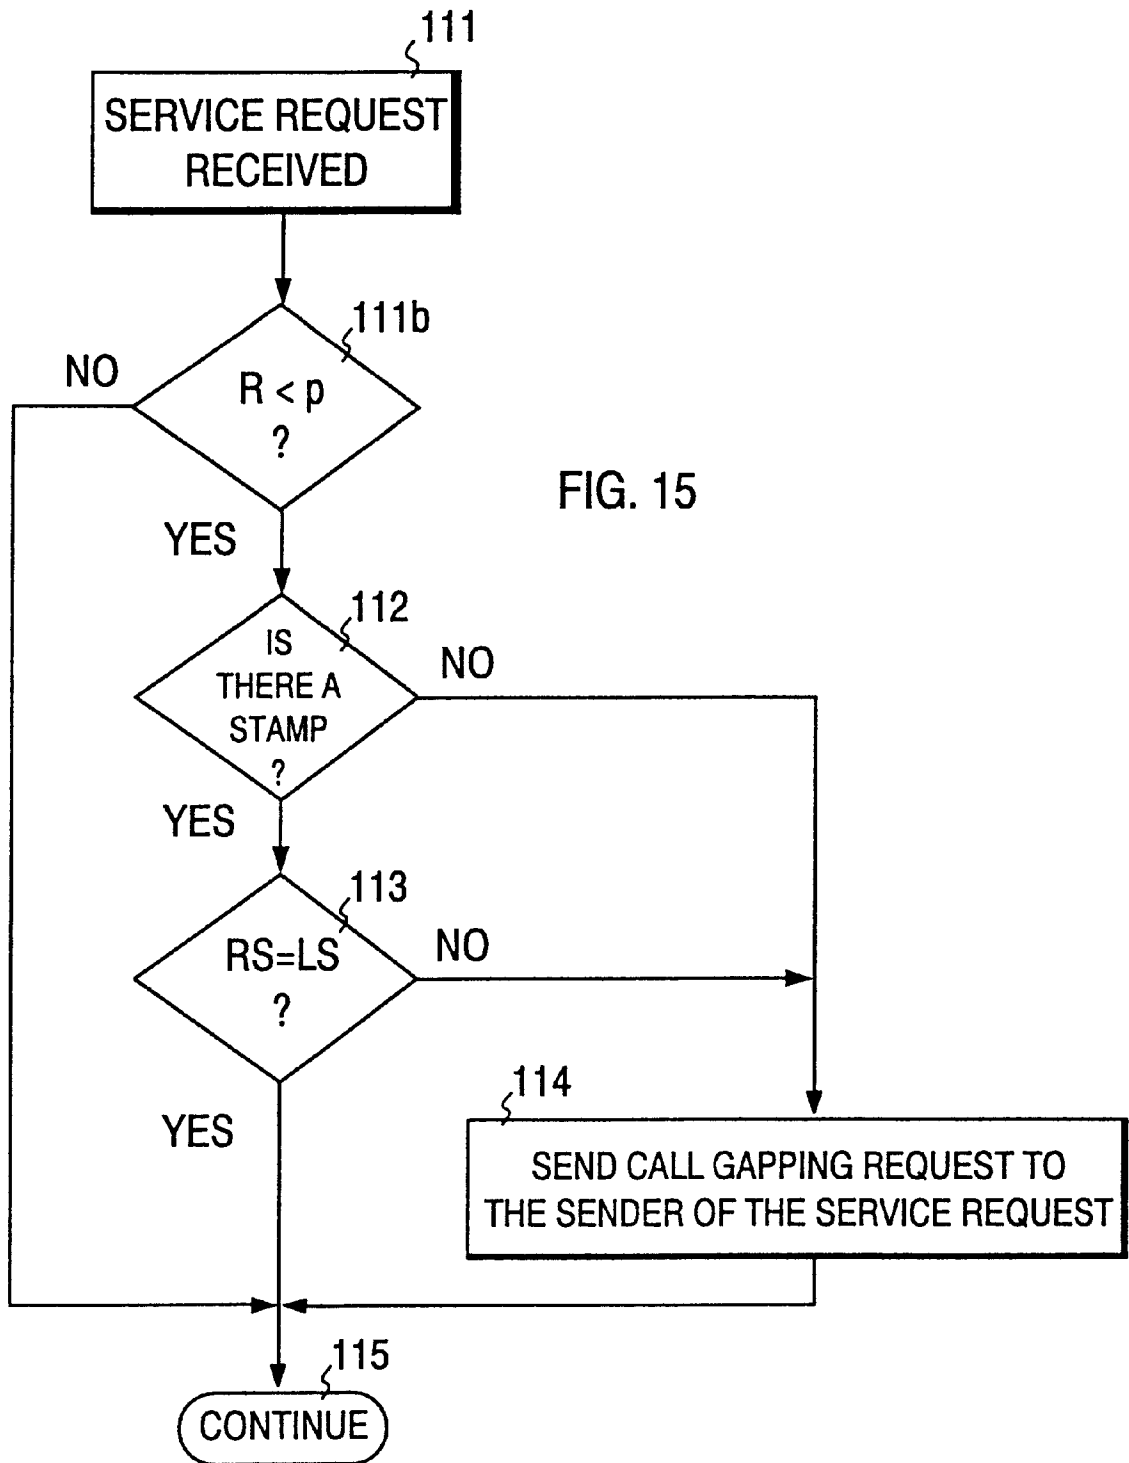 111
SERVICE REQUEST
RECEIVED
111b
NO
R < p
?
FIG. 15
YES
112
IS
THERE A
STAMP
?
NO
YES
113
RS=LS
?
NO
YES
114
SEND CALL GAPPING REQUEST TO
THE SENDER OF THE SERVICE REQUEST
115
CONTINUE